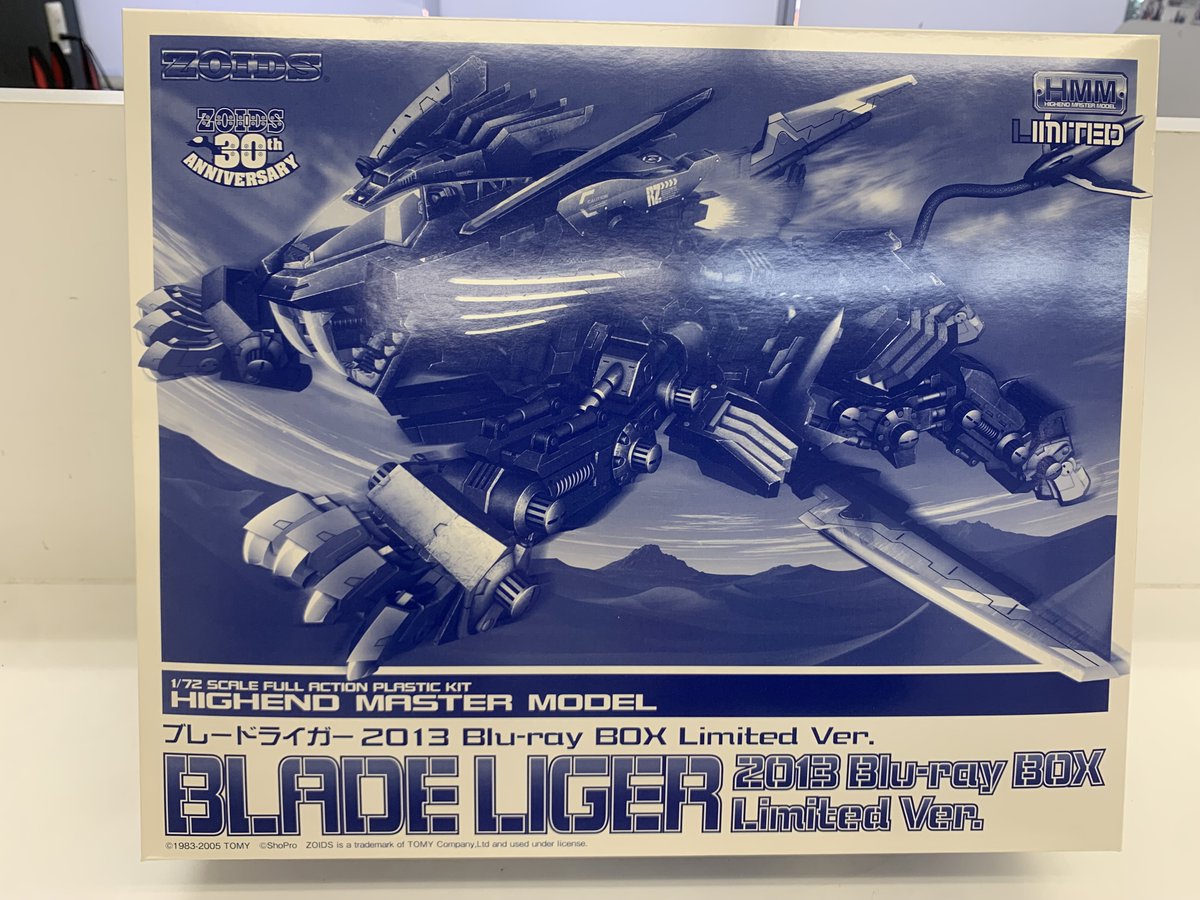 ZOIDS
ZOIDS
30th
ANNIVERSARY
HMM
HIGHEND MASTER MODEL
LIMITED
CAUTION
RZ
1/72 SCALE FULL ACTION PLASTIC KIT
HIGHEND MASTER MODEL
ブレードライガー 2013 Blu-ray BOX Limited Ver.
BLADE LIGER 2013 Blu-ray BOX
Limited Ver.
©1983-2005 TOMY ©ShoPro ZOIDS is a trademark of TOMY Company,Ltd and used under license.